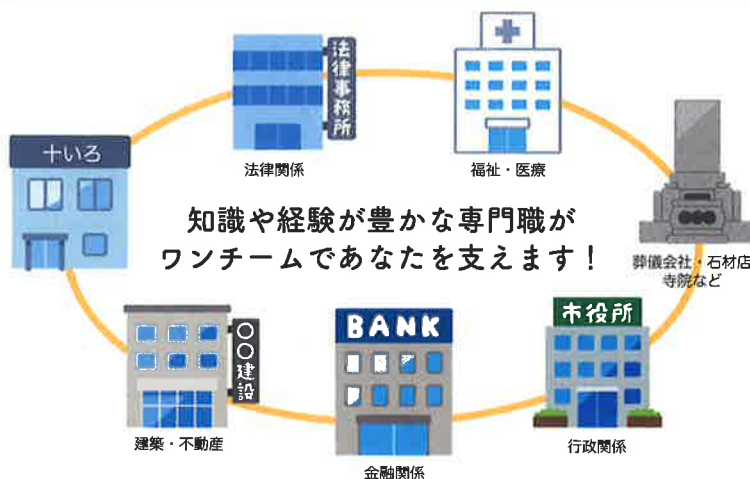 法律事務所
法律関係
福祉・医療
十いろ
知識や経験が豊かな専門職が
ワンチームであなたを支えます！
葬儀会社・石材店
寺院など
〇〇建設
建築・不動産
BANK
金融関係
市役所
行政関係